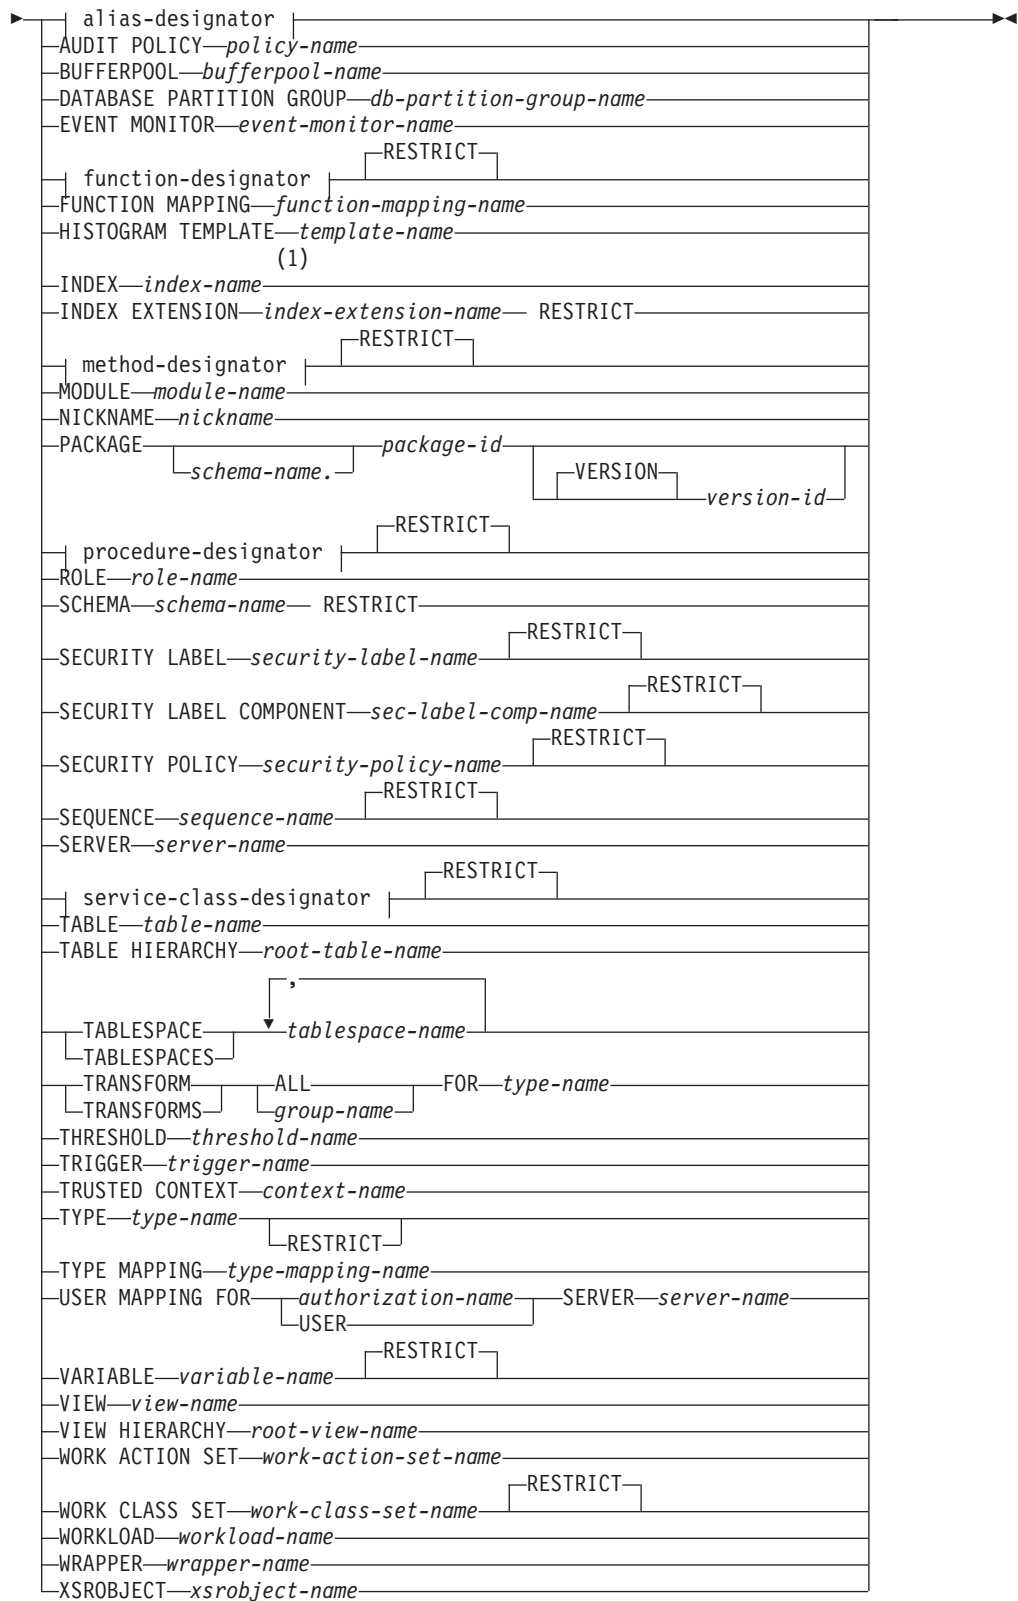 alias-designator
AUDIT POLICY policy-name
BUFFERPOOL bufferpool-name
DATABASE PARTITION GROUP db-partition-group-name
EVENT MONITOR event-monitor-name
RESTRICT
function-designator
FUNCTION MAPPING function-mapping-name
HISTOGRAM TEMPLATE template-name
(1)
INDEX index-name
INDEX EXTENSION index-extension-name RESTRICT
RESTRICT
method-designator
MODULE module-name
NICKNAME nickname
PACKAGE package-id
schema-name. VERSION
version-id
RESTRICT
procedure-designator
ROLE role-name
SCHEMA schema-name RESTRICT
RESTRICT
SECURITY LABEL security-label-name
RESTRICT
SECURITY LABEL COMPONENT sec-label-comp-name
RESTRICT
SECURITY POLICY security-policy-name
RESTRICT
SEQUENCE sequence-name
SERVER server-name
RESTRICT
service-class-designator
TABLE table-name
TABLE HIERARCHY root-table-name
,
TABLESPACE tablespace-name
TABLESPACES
TRANSFORM ALL FOR type-name
TRANSFORMS group-name
THRESHOLD threshold-name
TRIGGER trigger-name
TRUSTED CONTEXT context-name
TYPE type-name
RESTRICT
TYPE MAPPING type-mapping-name
USER MAPPING FOR authorization-name SERVER server-name
USER
RESTRICT
VARIABLE variable-name
VIEW view-name
VIEW HIERARCHY root-view-name
WORK ACTION SET work-action-set-name
RESTRICT
WORK CLASS SET work-class-set-name
WORKLOAD workload-name
WRAPPER wrapper-name
XSROBJECT xsrobject-name